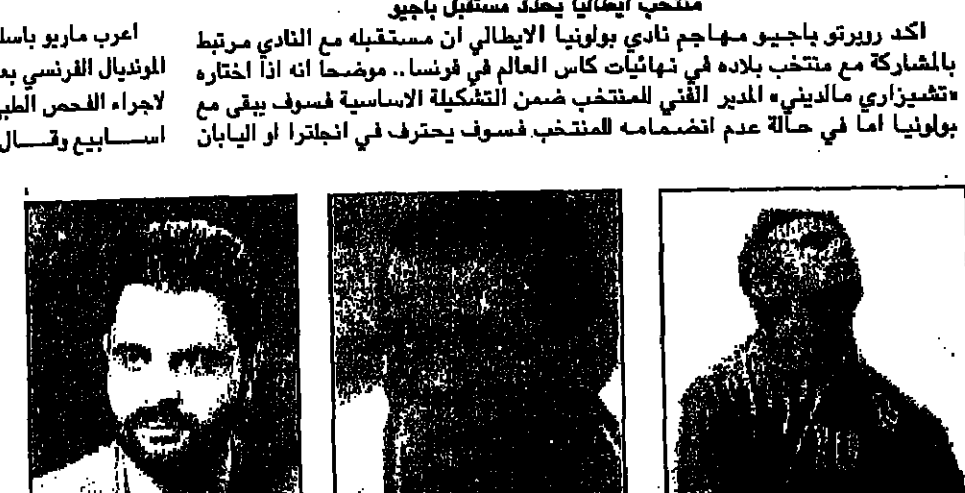 منتخب ايطاليا يحدد مستقبل باجيو
اكد روبرتو باجيو مهاجم نادي بولونيا الايطالي ان مستقبله مع النادي مرتبط
بالمشاركة مع منتخب بلاده في نهائيات كاس العالم في فرنسا.. موضحا انه اذا اختاره
«تشيزاري مالديني» المدير الفني للمنتخب ضمن التشكيلة الاساسية فسوف يبقى مع
بولونيا اما في حالة عدم انضمامه للمنتخب فسوف يحترف في انجلترا او اليابان
أعرب ماريو باسل
المونديال الفرنسي بع
لاجراء الفحص الطبي
اسابيع وقال